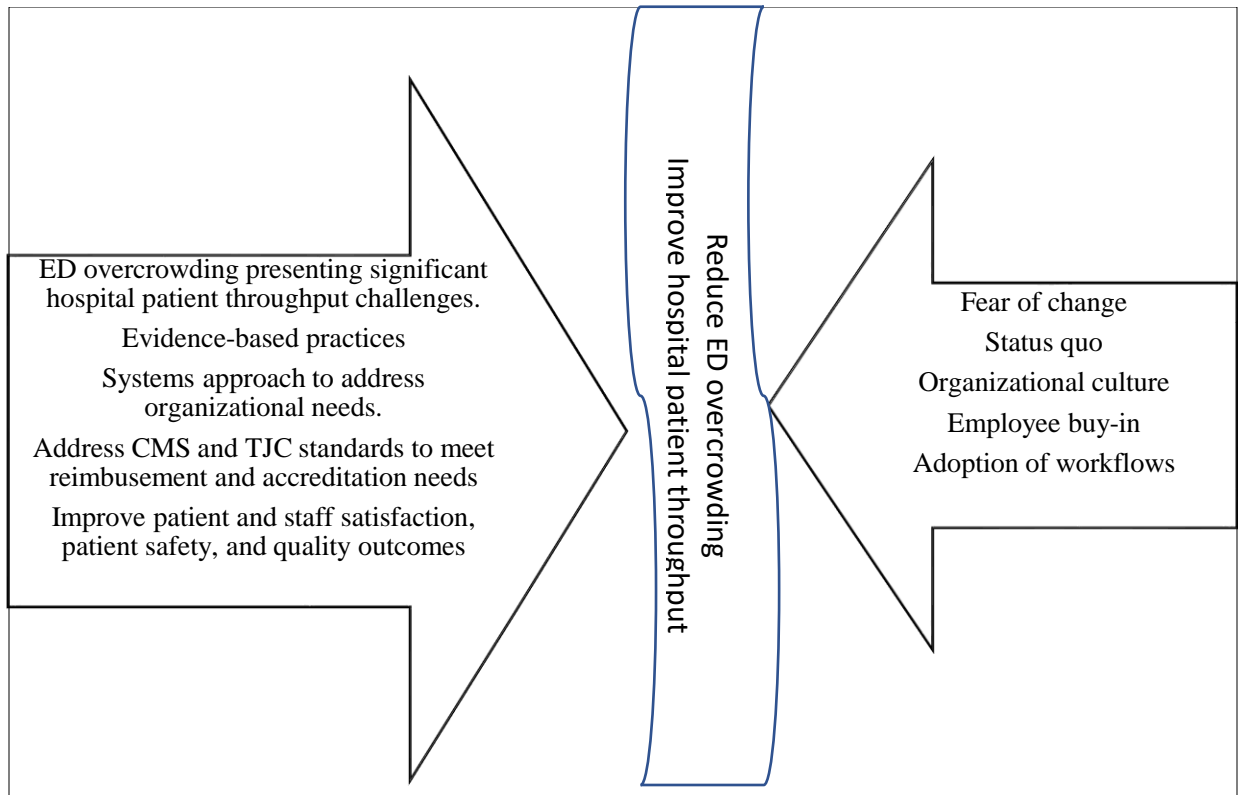 ED overcrowding presenting significant
hospital patient throughput challenges.
Evidence-based practices
Systems approach to address
organizational needs.
Address CMS and TJC standards to meet
reimbusement and accreditation needs
Improve patient and staff satisfaction,
patient safety, and quality outcomes
Reduce ED overcrowding
Improve hospital patient throughput
Fear of change
Status quo
Organizational culture
Employee buy-in
Adoption of workflows